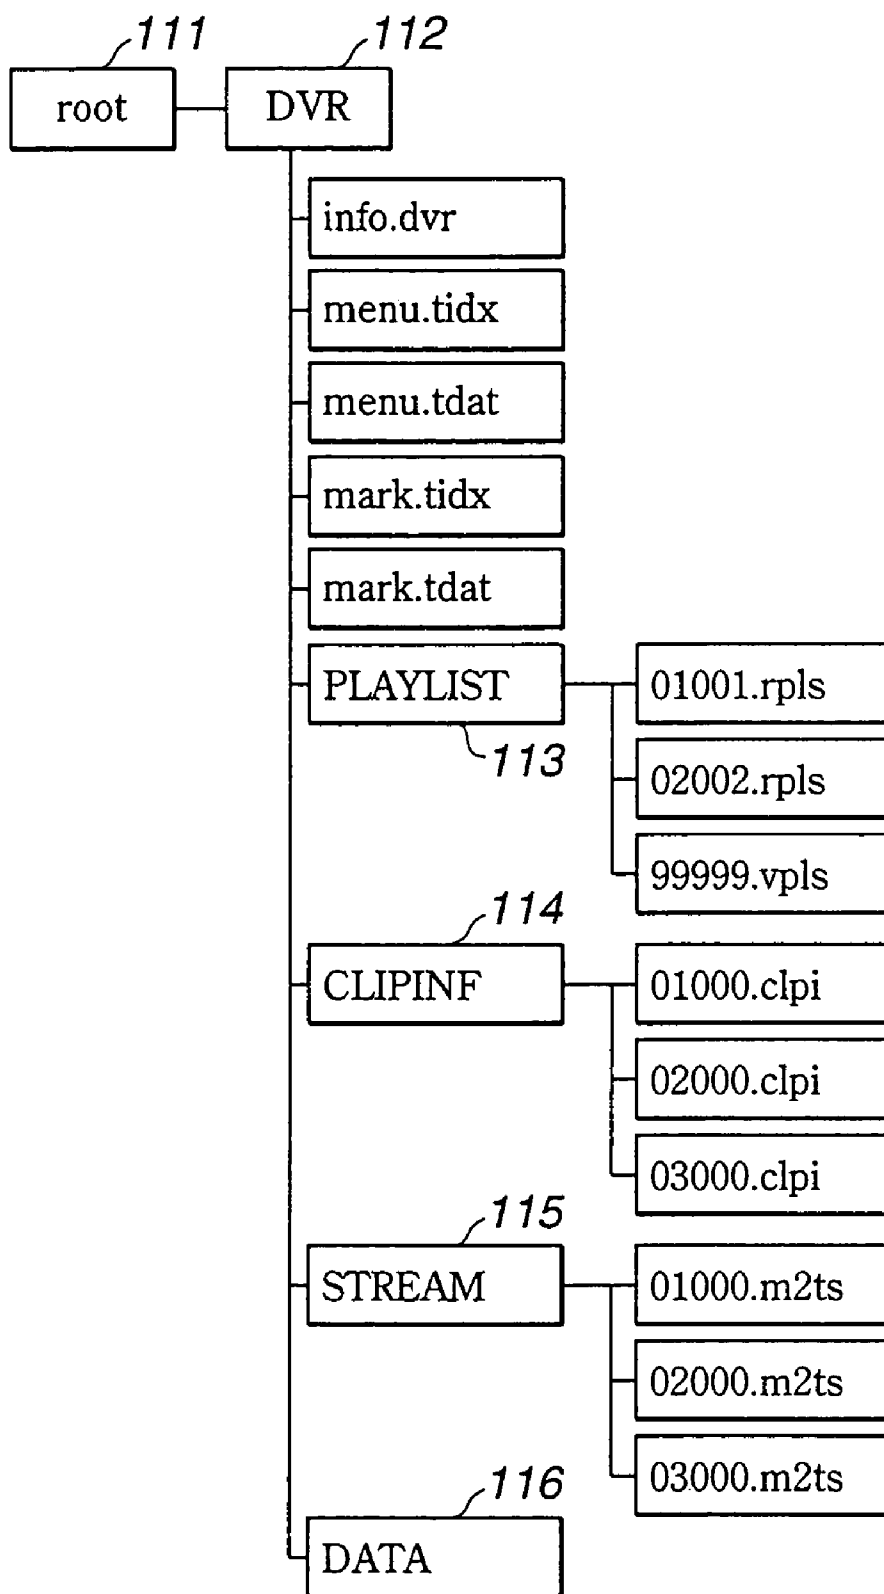 111
112
root
DVR
info.dvr
menu.tidx
menu.tdat
mark.tidx
mark.tdat
PLAYLIST
01001.rpls
113
02002.rpls
99999.vpls
114
CLIPINF
01000.clpi
02000.clpi
03000.clpi
115
STREAM
01000.m2ts
02000.m2ts
03000.m2ts
116
DATA